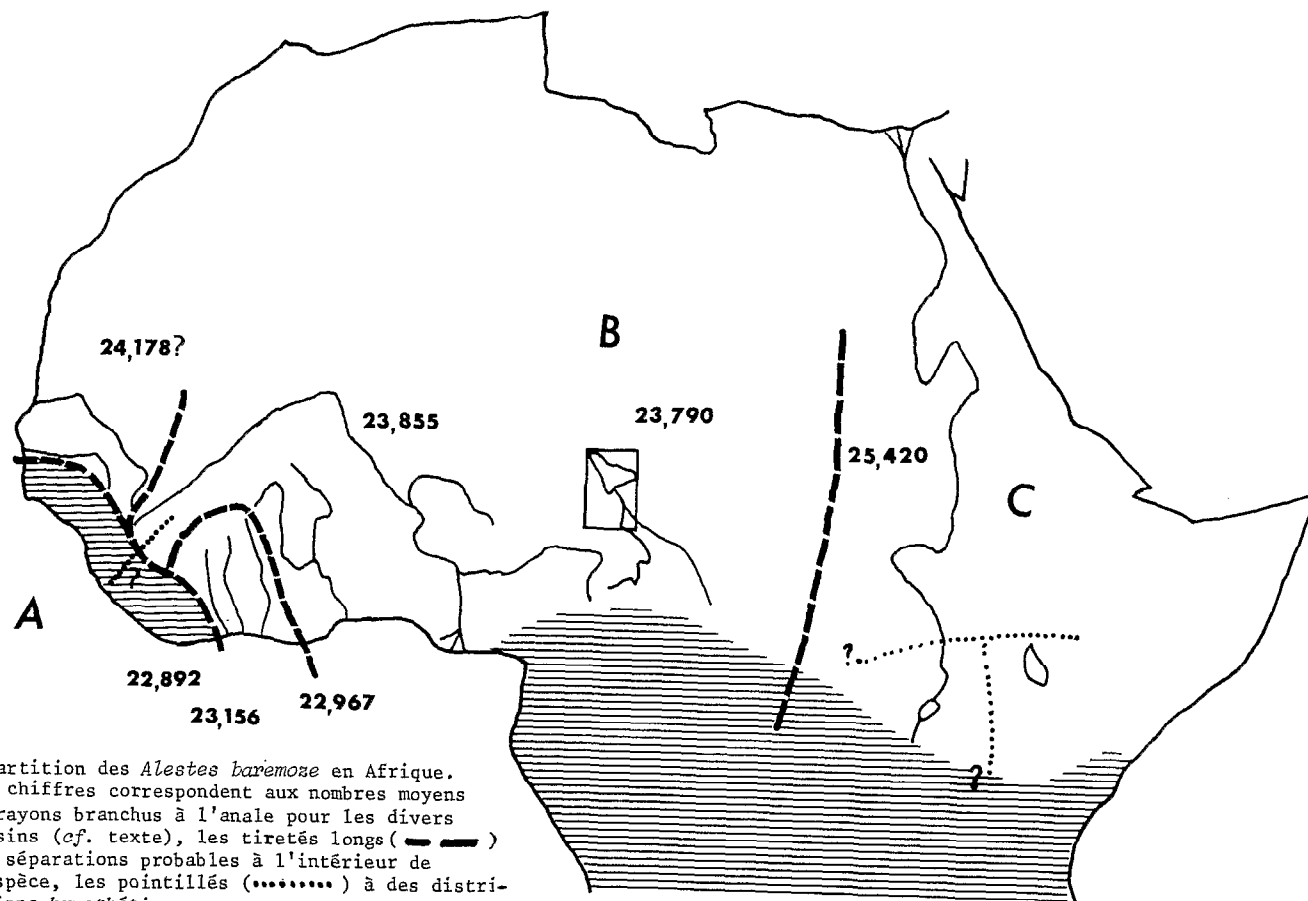 B
24,178?
23,855
23,790
25,420
C
A
?
?
22,892
23,156
22,967
artition des Alestes baremoze en Afrique.
chiffres correspondent aux nombres moyens
rayons branchus à l'anale pour les divers
sins (cf. texte), les tiretés longs ( )
séparations probables à l'intérieur de
spèce, les pointillés ( ) à des distri-